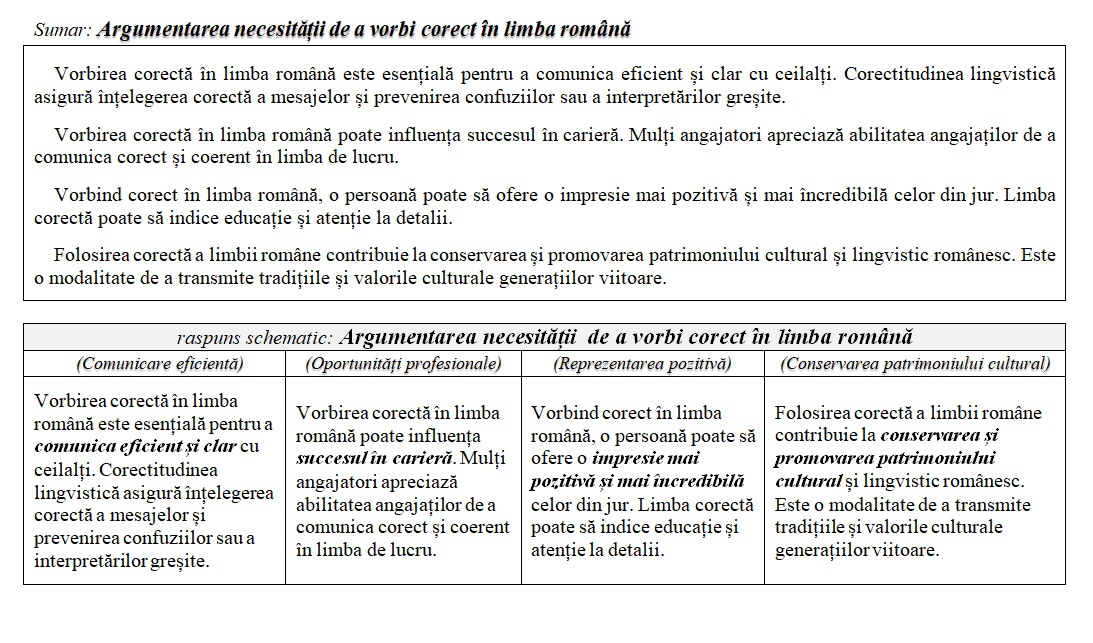 Sumar: Argumentarea necesității de a vorbi corect în limba română
Vorbirea corectă în limba română este esențială pentru a comunica eficient și clar cu ceilalți. Corectitudinea lingvistică
asigură înțelegerea corectă a mesajelor și prevenirea confuziilor sau a interpretărilor greșite.
Vorbirea corectă în limba română poate influența succesul în carieră. Mulți angajatori apreciază abilitatea angajaților de a
comunica corect și coerent în limba de lucru.
Vorbind corect în limba română, o persoană poate să ofere o impresie mai pozitivă și mai încredibilă celor din jur. Limba
corectă poate să indice educație și atenție la detalii.
Folosirea corectă a limbii române contribuie la conservarea și promovarea patrimoniului cultural și lingvistic românesc. Este
o modalitate de a transmite tradițiile și valorile culturale generațiilor viitoare.
raspuns schematic: Argumentarea necesității de a vorbi corect în limba română
(Comunicare eficientă)
(Oportunități profesionale)
(Reprezentarea pozitivă)
(Conservarea patrimoniului cultural)
Vorbirea corectă în limba
română este esențială pentru a
comunica eficient și clar cu
ceilalți. Corectitudinea
lingvistică asigură înțelegerea
corectă a mesajelor și
prevenirea confuziilor sau a
interpretărilor greșite.
Vorbirea corectă în limba
română poate influența
succesul în carieră. Mulți
angajatori apreciază
abilitatea angajaților de a
comunica corect și coerent
în limba de lucru.
Vorbind corect în limba
română, o persoană poate să
ofere o impresie mai
pozitivă și mai încredibilă
celor din jur. Limba corectă
poate să indice educație și
atenție la detalii.
Folosirea corectă a limbii române
contribuie la conservarea și
promovarea patrimoniului
cultural și lingvistic românesc.
Este o modalitate de a transmite
tradițiile și valorile culturale
generațiilor viitoare.